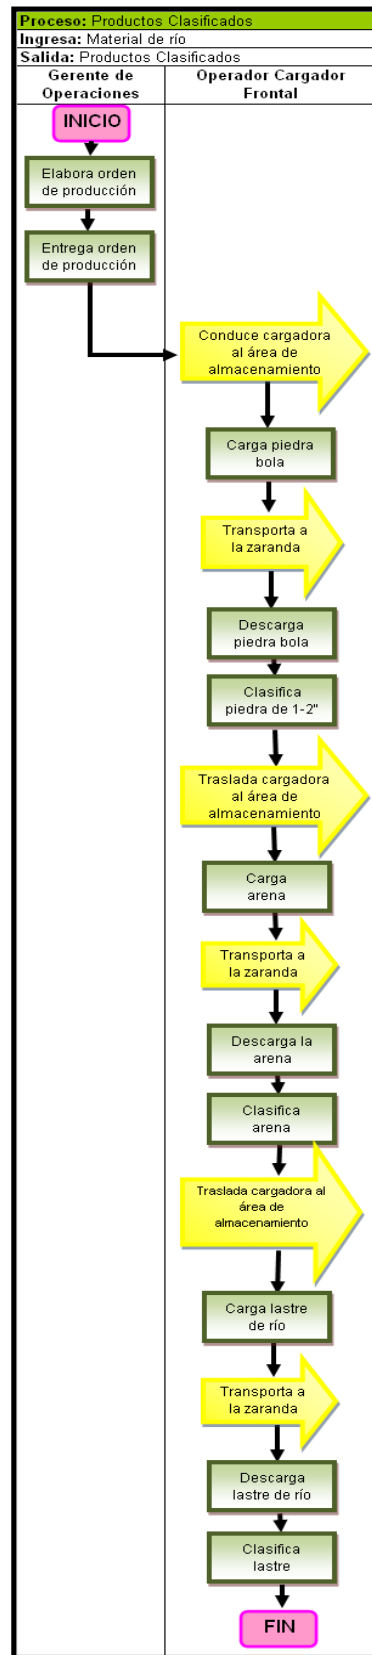 Proceso: Productos Clasificados
Ingresa: Material de río
Salida: Productos Clasificados
Gerente de
Operaciones
Operador Cargador
Frontal
INICIO
Elabora orden
de producción
Entrega orden
de producción
Conduce cargadora
al área de
almacenamiento
Carga piedra
bola
Transporta a
la zaranda
Descarga
piedra bola
Clasifica
piedra de 1-2"
Traslada cargadora
al área de
almacenamiento
Carga
arena
Transporta a
la zaranda
Descarga la
arena
Clasifica
arena
Traslada cargadora al
área de
almacenamiento
Carga lastre
de río
Transporta a
la zaranda
Descarga
lastre de río
Clasifica
lastre
FIN